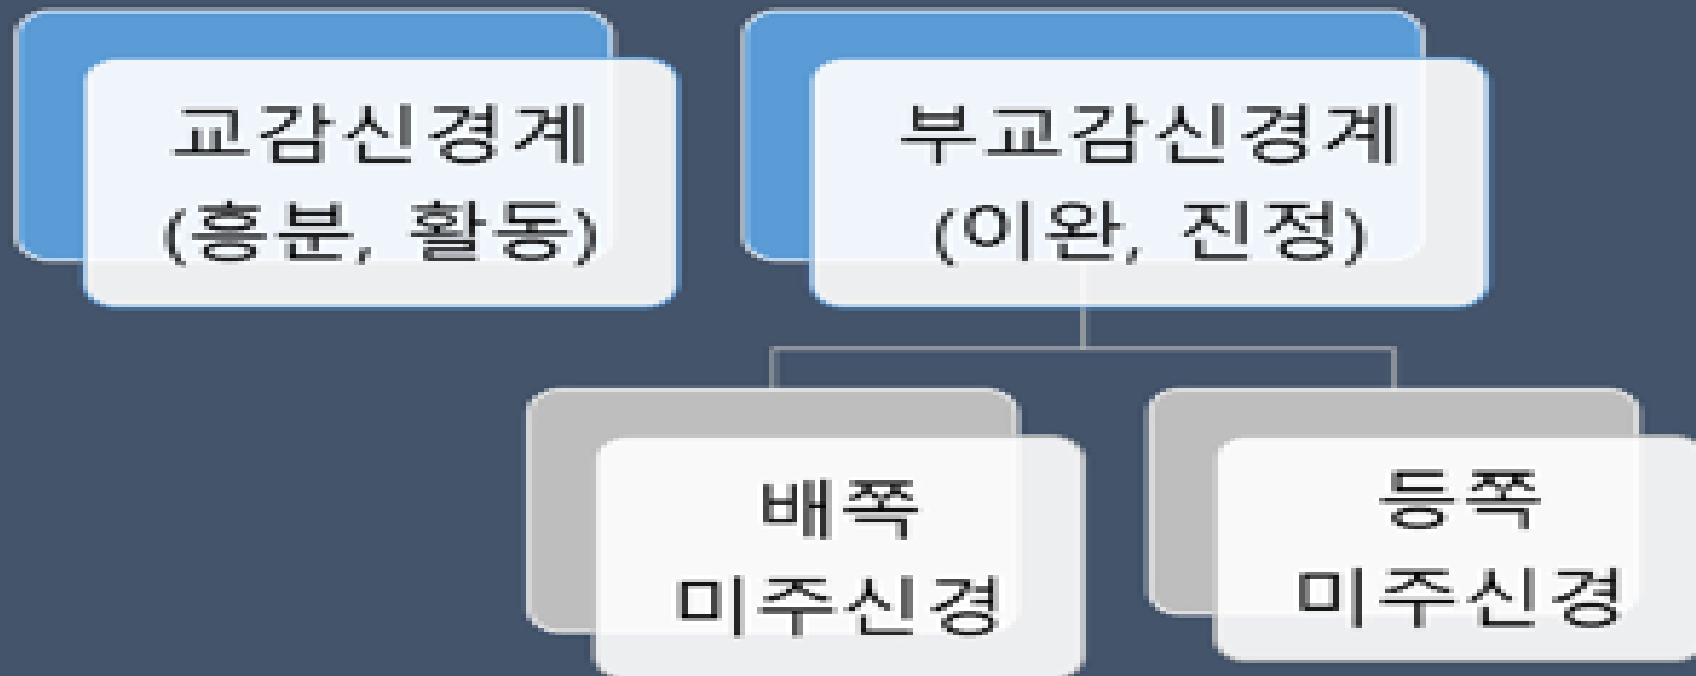 교감신경계
(흥분, 활동)
부교감신경계
(이완, 진정)
배쪽
미주신경
등쪽
미주신경